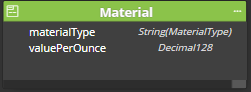 Material
materialType String(MaterialType)
valuePerOunce Decimal128